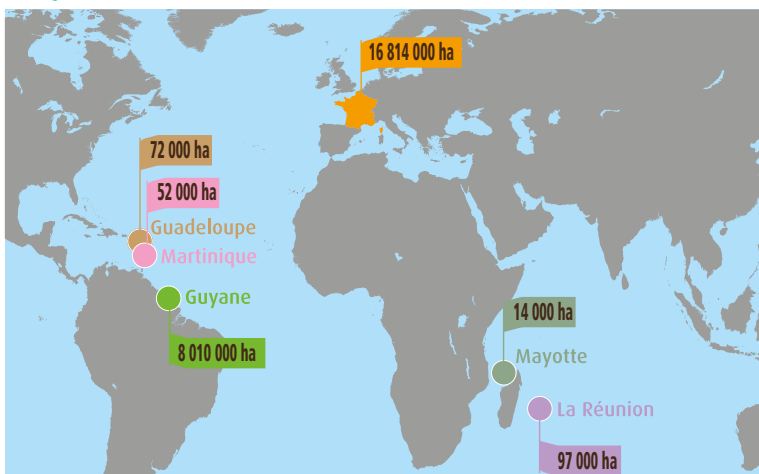 16 814 000 ha
72 000 ha
52 000 ha
Guadeloupe
Martinique
Guyane
8 010 000 ha
14 000 ha
Mayotte
La Réunion
97 000 ha